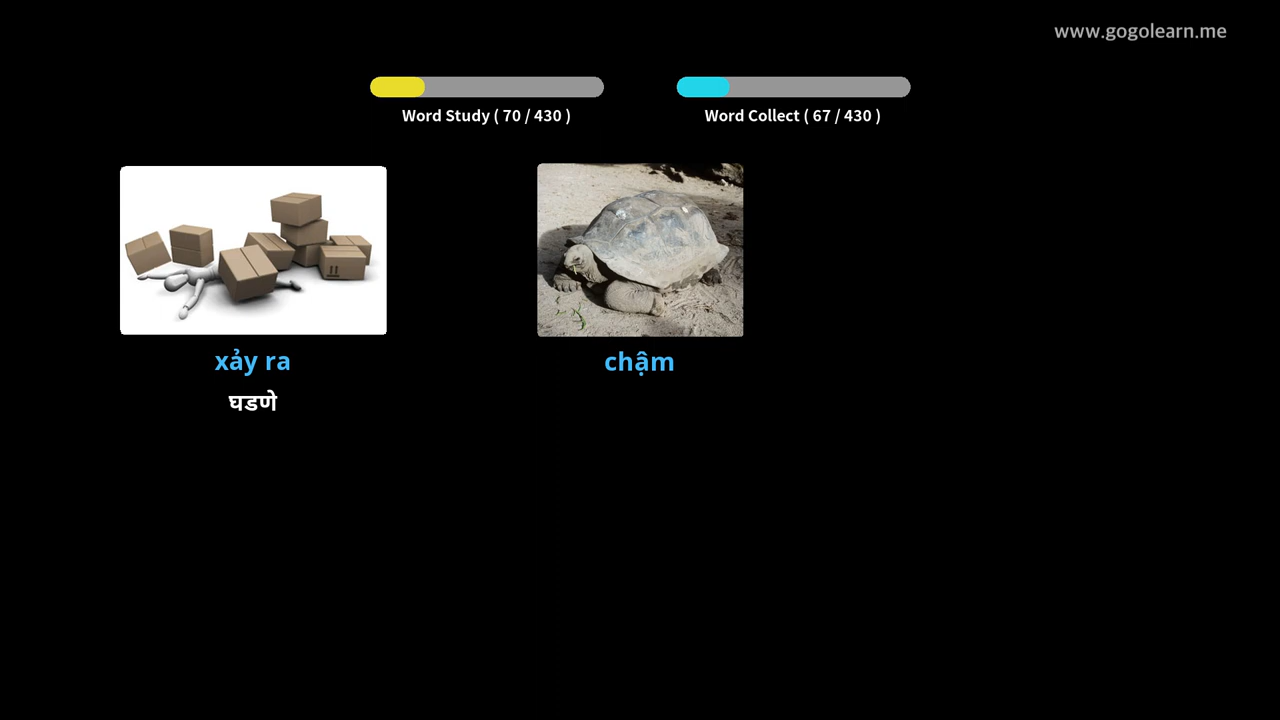 www.gogolearn.me
Word Study ( 70 / 430 )
Word Collect ( 67 / 430 )
xảy ra
chậm
घडणे